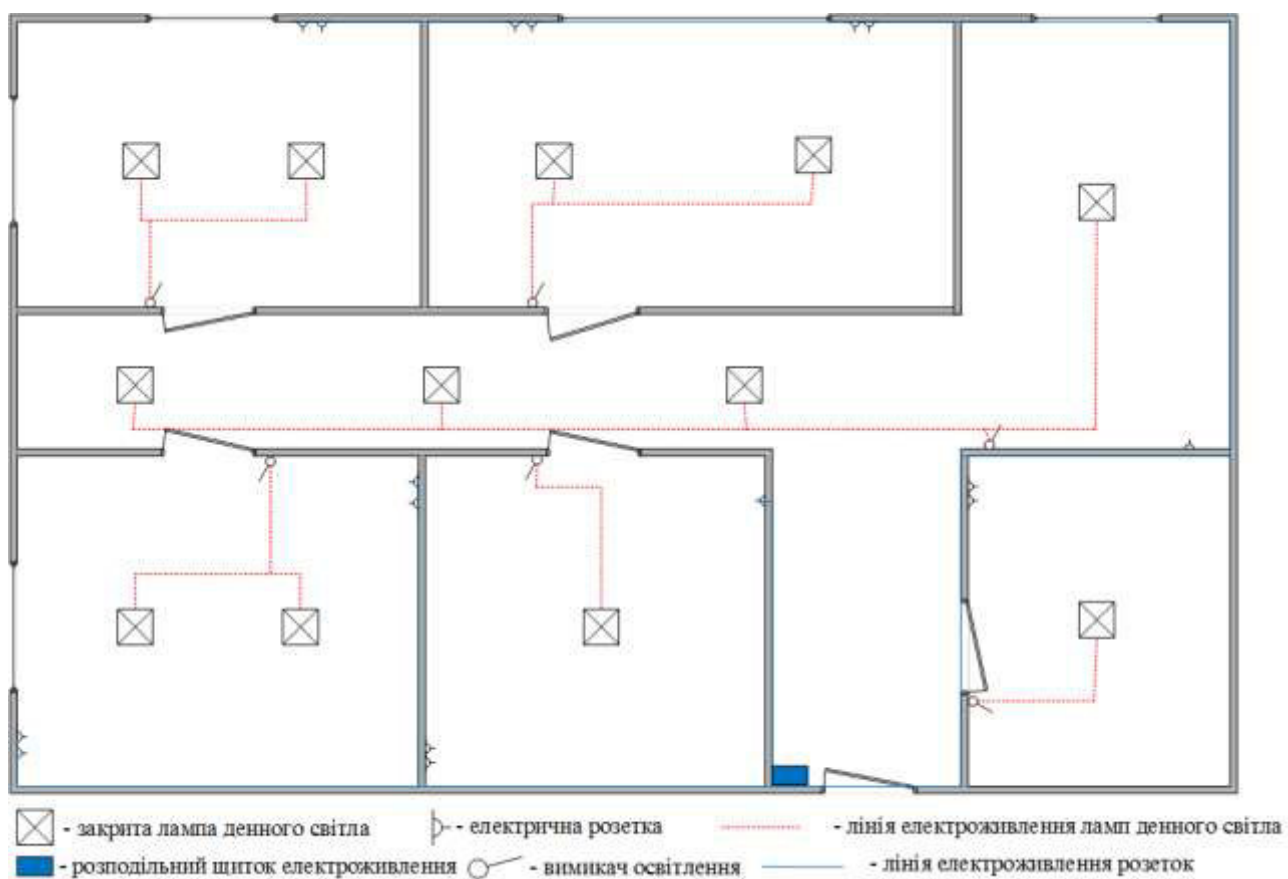 - закрита лампа денного світла
- електрична розетка
- лінія електроживлення ламп денного світла
- розподільний щиток електроживлення
- вимикач освітлення
- лінія електроживлення розеток